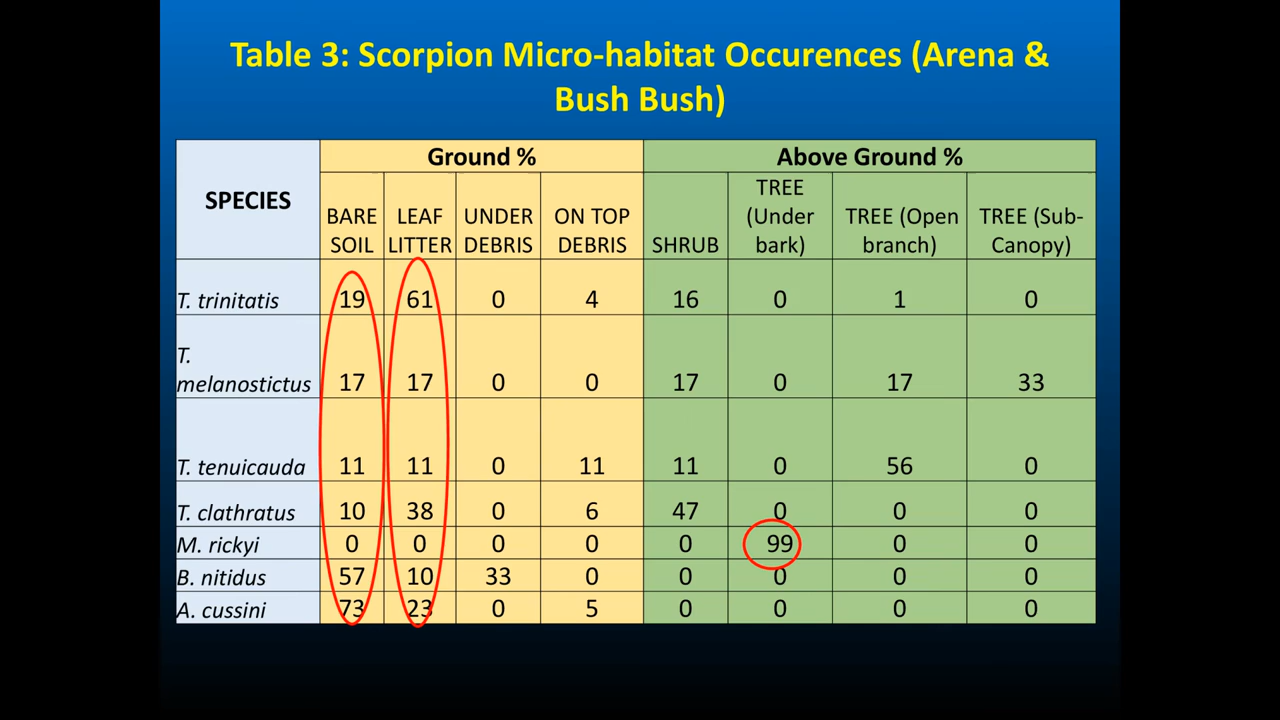 Table 3: Scorpion Micro-habitat Occurences (Arena &
Bush Bush)
SPECIES Ground % Above Ground %
BARE SOIL LEAF LITTER UNDER DEBRIS ON TOP DEBRIS SHRUB TREE (Under bark) TREE (Open branch) TREE (Sub-Canopy)
T. trinitatis 19 61 0 4 16 0 1 0
T. melanostictus 17 17 0 0 17 0 17 33
T. tenuicauda 11 11 0 11 11 0 56 0
T. clathratus 10 38 0 6 47 0 0 0
M. rickyi 0 0 0 0 0 99 0 0
B. nitidus 57 10 33 0 0 0 0 0
A. cussini 73 23 0 5 0 0 0 0